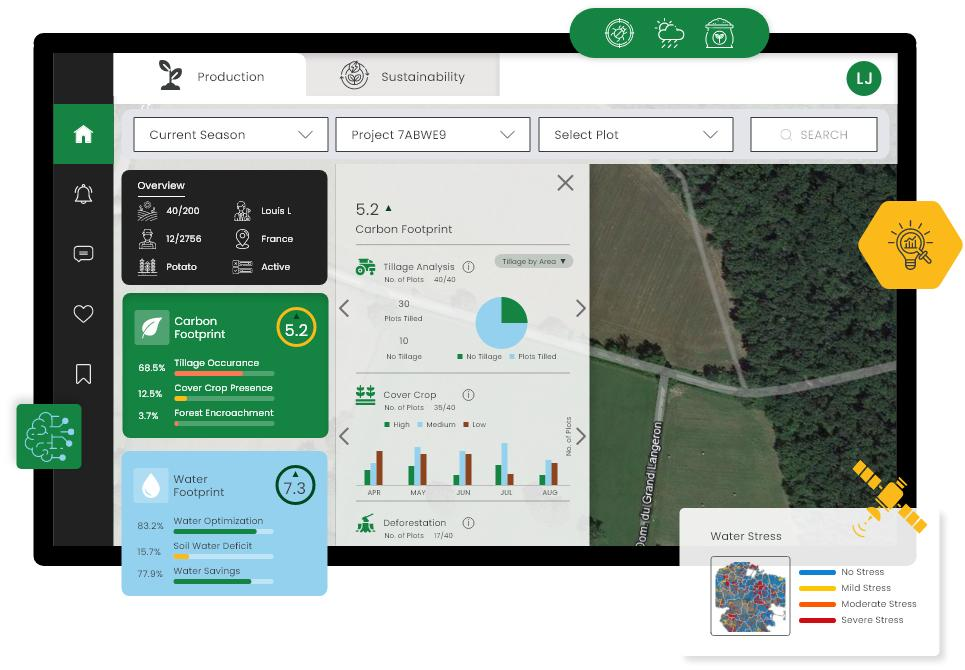 Production
Sustainability
LJ
Current Season
Project 7ABWE9
Select Plot
SEARCH
Overview
40/200
Louis L
12/2756
France
Potato
Active
Carbon
Footprint
5.2
68.5%
Tillage Occurance
12.5%
Cover Crop Presence
3.7%
Forest Encroachment
Water
Footprint
7.3
83.2%
Water Optimization
15.7%
Soil Water Deficit
77.9%
Water Savings
5.2
Carbon Footprint
Tillage Analysis
No. of Plots 40/40
Tillage by Area
30
Plots Tilled
10
No Tillage
No Tillage
Plots Tilled
Cover Crop
No. of Plots 35/40
High
Medium
Low
No. of Plots
APR
MAY
JUN
JUL
AUG
Deforestation
No. of Plots 17/40
Dom. du Grand Langeron
Water Stress
No Stress
Mild Stress
Moderate Stress
Severe Stress